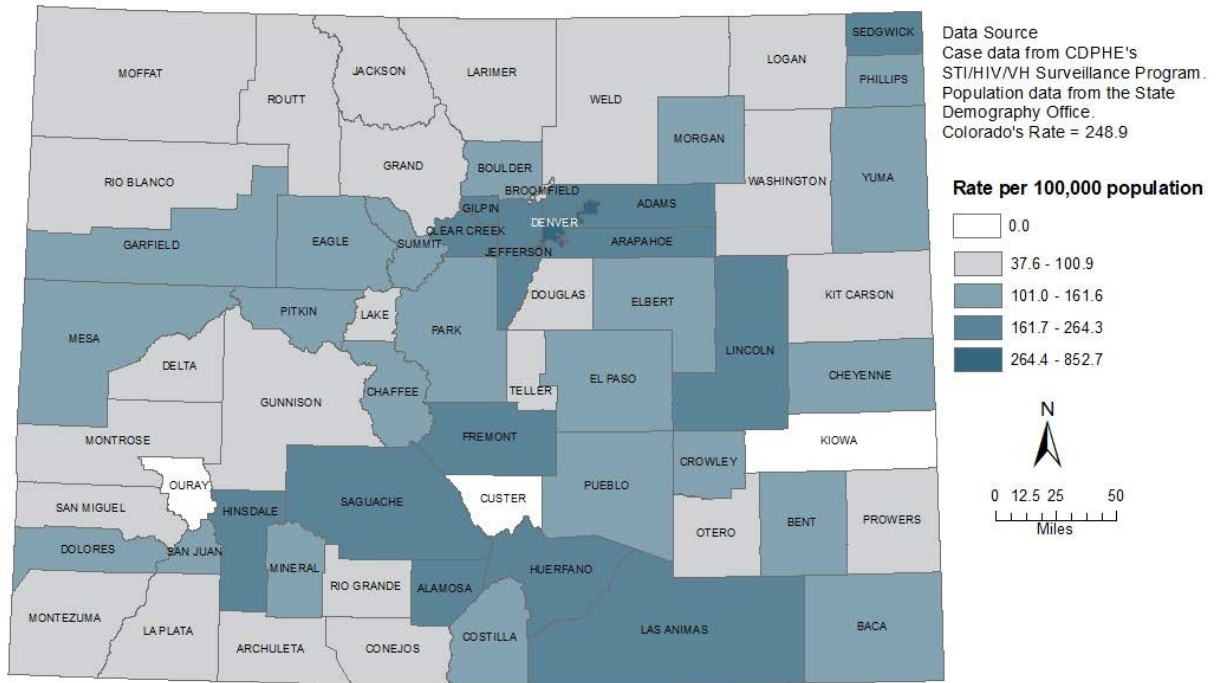 SEDGWICK
LOGAN
JACKSON
LARIMER
MOFFAT
PHILLIPS
ROUTT
WELD
MORGAN
GRAND
BOULDER
YUMA
WASHINGTON
RIO BLANCO
BROOMFIELD
GILPIN
ADAMS
DENVER
CLEAR CREEK
EAGLE
SUMMIT
GARFIELD
ARAPAHOE
JEFFERSON
DOUGLAS
ELBERT
KIT CARSON
PITKIN
LAKE
PARK
MESA
LINCOLN
DELTA
CHEYENNE
EL PASO
TELLER
CHAFFEE
GUNNISON
FREMONT
MONTROSE
KIOWA
CROWLEY
OURAY
PUEBLO
CUSTER
SAGUACHE
SAN MIGUEL
HINSDALE
PROWERS
BENT
OTERO
DOLORES
SAN JUAN
MINERAL
HUERFANO
RIO GRANDE
ALAMOSA
MONTEZUMA
LA PLATA
LAS ANIMAS
BACA
COSTILLA
ARCHULETA
CONEJOS
Data Source
Case data from CDPHE's
STI/HIV/VH Surveillance Program.
Population data from the State
Demography Office.
Colorado's Rate = 248.9
Rate per 100,000 population
0.0
37.6 - 100.9
101.0 - 161.6
161.7 - 264.3
264.4 - 852.7
N
0 12.5 25 50
Miles